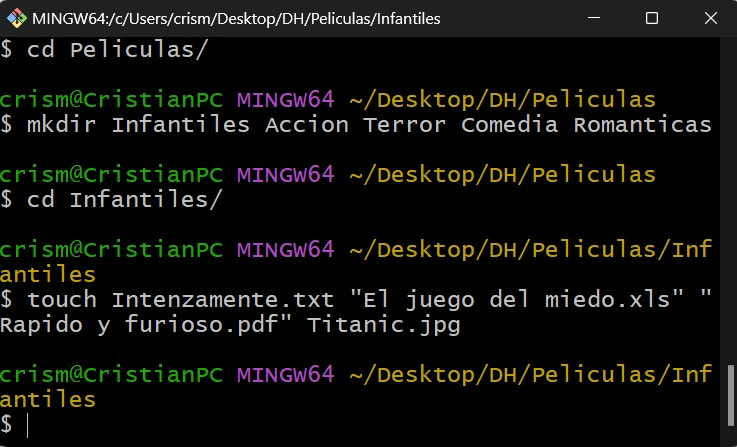 MINGW64:/c/Users/crism/Desktop/DH/Peliculas/Infantiles
$ cd Peliculas/
crism@CristianPC MINGW64 ~/Desktop/DH/Peliculas
$ mkdir Infantiles Accion Terror Comedia Romanticas
crism@CristianPC MINGW64 ~/Desktop/DH/Peliculas
$ cd Infantiles/
crism@CristianPC MINGW64 ~/Desktop/DH/Peliculas/Inf
antiles
$ touch Intenzamente.txt "El juego del miedo.xls" "
Rapido y furioso.pdf" Titanic.jpg
crism@CristianPC MINGW64 ~/Desktop/DH/Peliculas/Inf
antiles
$